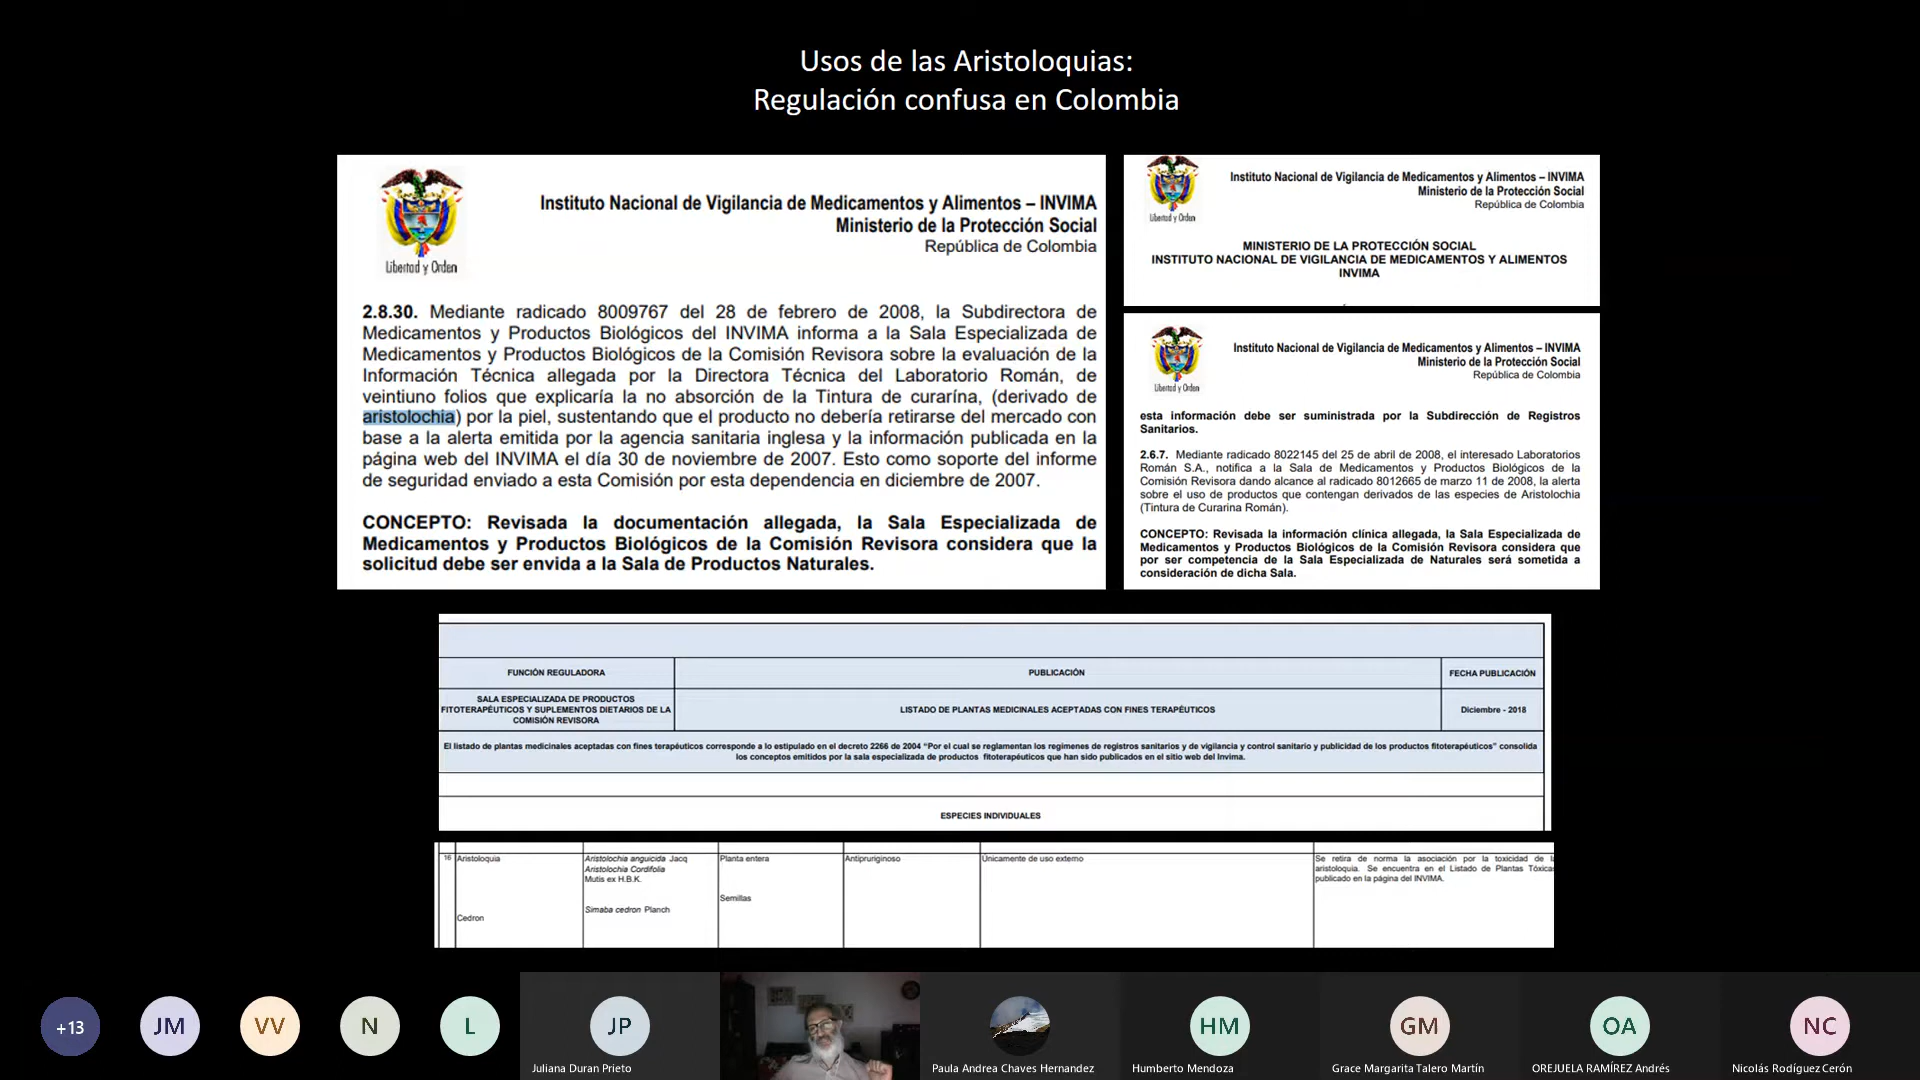 Usos de las Aristoloquias:
Regulación confusa en Colombia
Libertad y Orden
Instituto Nacional de Vigilancia de Medicamentos y Alimentos – INVIMA
Ministerio de la Protección Social
República de Colombia
2.8.30. Mediante radicado 8009767 del 28 de febrero de 2008, la Subdirectora de
Medicamentos y Productos Biológicos del INVIMA informa a la Sala Especializada de
Medicamentos y Productos Biológicos de la Comisión Revisora sobre la evaluación de la
Información Técnica allegada por la Directora Técnica del Laboratorio Román, de
veintiuno folios que explicaría la no absorción de la Tintura de curarína, (derivado de
aristolochia) por la piel, sustentando que el producto no debería retirarse del mercado con
base a la alerta emitida por la agencia sanitaria inglesa y la información publicada en la
página web del INVIMA el día 30 de noviembre de 2007. Esto como soporte del informe
de seguridad enviado a esta Comisión por esta dependencia en diciembre de 2007.
CONCEPTO: Revisada la documentación allegada, la Sala Especializada de
Medicamentos y Productos Biológicos de la Comisión Revisora considera que la
solicitud debe ser envida a la Sala de Productos Naturales.
Libertad y Orden
Instituto Nacional de Vigilancia de Medicamentos y Alimentos – INVIMA
Ministerio de la Protección Social
República de Colombia
MINISTERIO DE LA PROTECCIÓN SOCIAL
INSTITUTO NACIONAL DE VIGILANCIA DE MEDICAMENTOS Y ALIMENTOS
INVIMA
Libertad y Orden
Instituto Nacional de Vigilancia de Medicamentos y Alimentos – INVIMA
Ministerio de la Protección Social
República de Colombia
esta información debe ser suministrada por la Subdirección de Registros
Sanitarios.
2.6.7. Mediante radicado 8022145 del 25 de abril de 2008, el interesado Laboratorios
Román S.A., notifica a la Sala de Medicamentos y Productos Biológicos de la
Comisión Revisora dando alcance al radicado 8012665 de marzo 11 de 2008, la alerta
sobre el uso de productos que contengan derivados de las especies de Aristolochia
(Tintura de Curarina Román).
CONCEPTO: Revisada la información clínica allegada, la Sala Especializada de
Medicamentos y Productos Biológicos de la Comisión Revisora considera que
por ser competencia de la Sala Especializada de Naturales será sometida a
consideración de dicha Sala.
FUNCIÓN REGULADORA
PUBLICACIÓN
FECHA PUBLICACIÓN
SALA ESPECIALIZADA DE PRODUCTOS
FITOTERAPÉUTICOS Y SUPLEMENTOS DIETARIOS DE LA
COMISIÓN REVISORA
LISTADO DE PLANTAS MEDICINALES ACEPTADAS CON FINES TERAPÉUTICOS
Diciembre - 2018
El listado de plantas medicinales aceptadas con fines terapéuticos corresponde a lo estipulado en el decreto 2266 de 2004 “Por el cual se reglamentan los regimenes de registros sanitarios y de vigilancia y control sanitario y publicidad de los productos fitoterapéuticos” consolida
los conceptos emitidos por la sala especializada de productos fitoterapéuticos que han sido publicados en el sitio web del Invima.
ESPECIES INDIVIDUALES
16
Aristoloquia
Cedron
Aristolochia anguicida Jacq
Aristolochia Cordifolia
Mutis ex H.B.K.
Simaba cedron Planch
Planta entera
Semillas
Antipruriginoso
Únicamente de uso externo
Se retira de norma la asociación por la toxicidad de
aristoloquia. Se encuentra en el Listado de Plantas
publicado en la página del INVIMA.
+13
JM
VV
N
L
JP
Juliana Duran Prieto
Paula Andrea Chaves Hernandez
HM
Humberto Mendoza
GM
Grace Margarita Talero Martín
OA
OREJUELA RAMÍREZ Andrés
NC
Nicolás Rodíguez Cerón